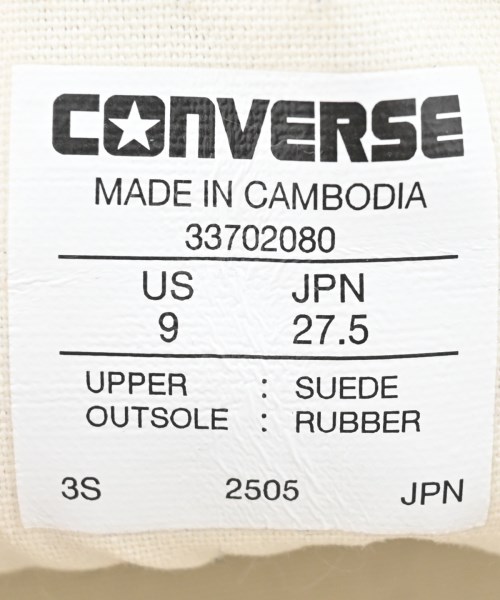 CONVERSE
MADE IN CAMBODIA
33702080
US JPN
9 27.5
UPPER : SUEDE
OUTSOLE : RUBBER
3S 2505 JPN